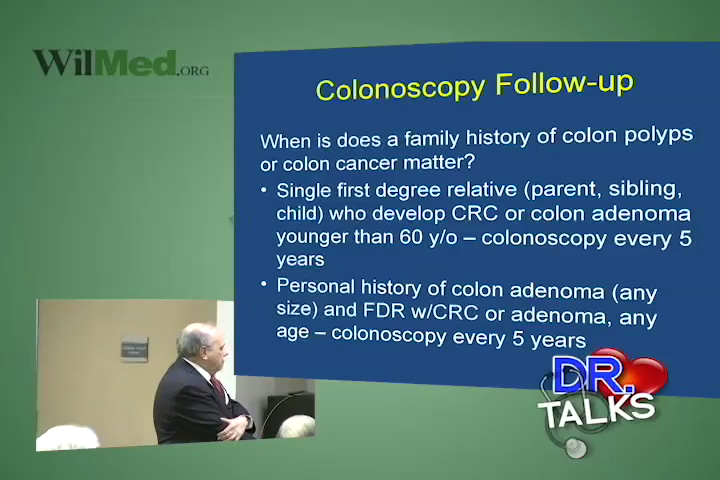 WilMed.ORG
Colonoscopy Follow-up
When is does a family history of colon polyps
or colon cancer matter?
• Single first degree relative (parent, sibling,
child) who develop CRC or colon adenoma
younger than 60 y/o – colonoscopy every 5
years
• Personal history of colon adenoma (any
size) and FDR w/CRC or adenoma, any
age – colonoscopy every 5 years
DR.
TALKS